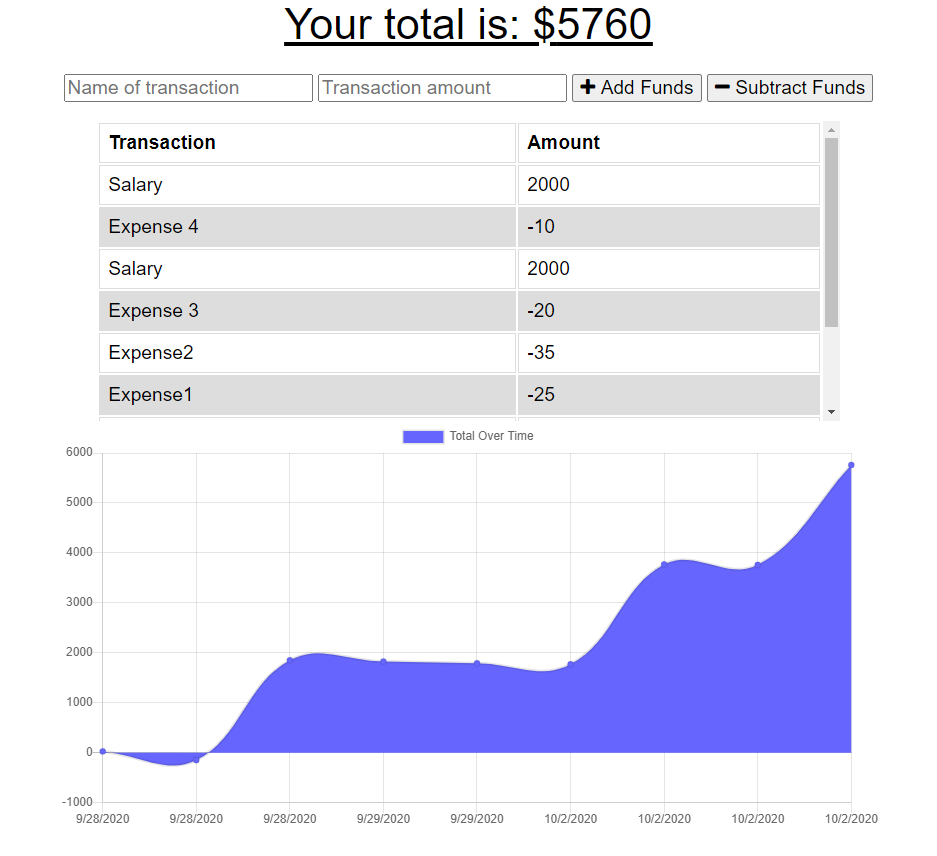 Your total is: $5760
Name of transaction Transaction amount Add Funds Subtract Funds
Transaction Amount
Salary 2000
Expense 4 -10
Salary 2000
Expense 3 -20
Expense2 -35
Expense1 -25
Total Over Time
6000
5000
4000
3000
2000
1000
0
-1000
9/28/2020 9/28/2020 9/28/2020 9/29/2020 9/29/2020 10/2/2020 10/2/2020 10/2/2020 10/2/2020